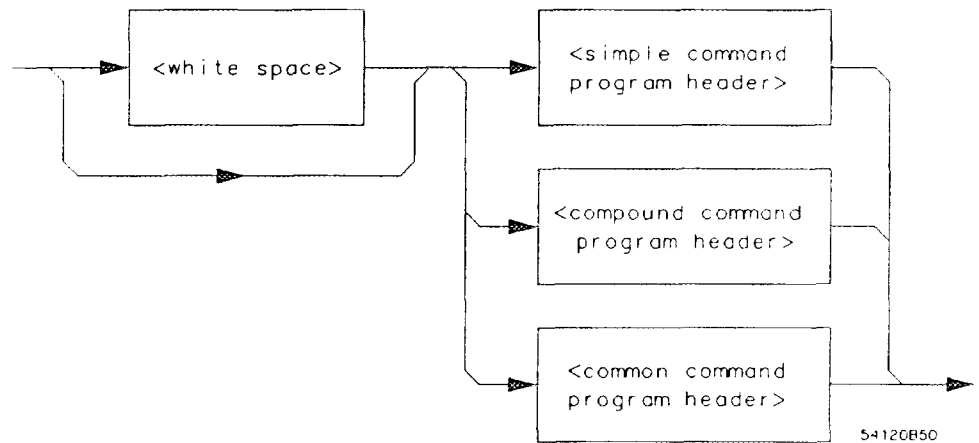 <white space>
<simple command
program header>
<compound command
program header>
<common command
program header>
54120B50